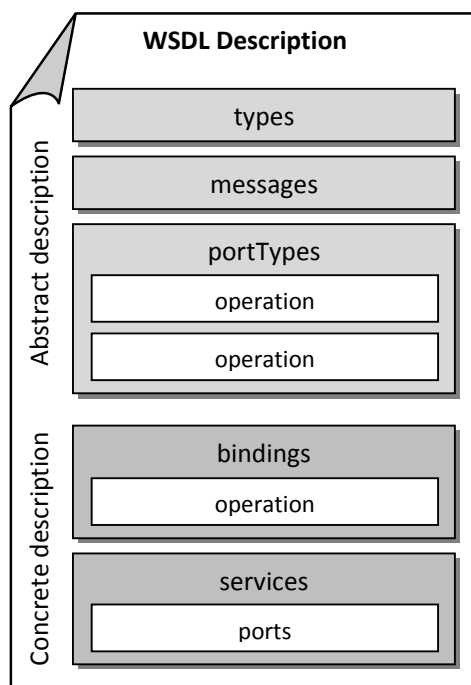 WSDL Description
Abstract description
types
messages
portTypes
operation
operation
Concrete description
bindings
operation
services
ports